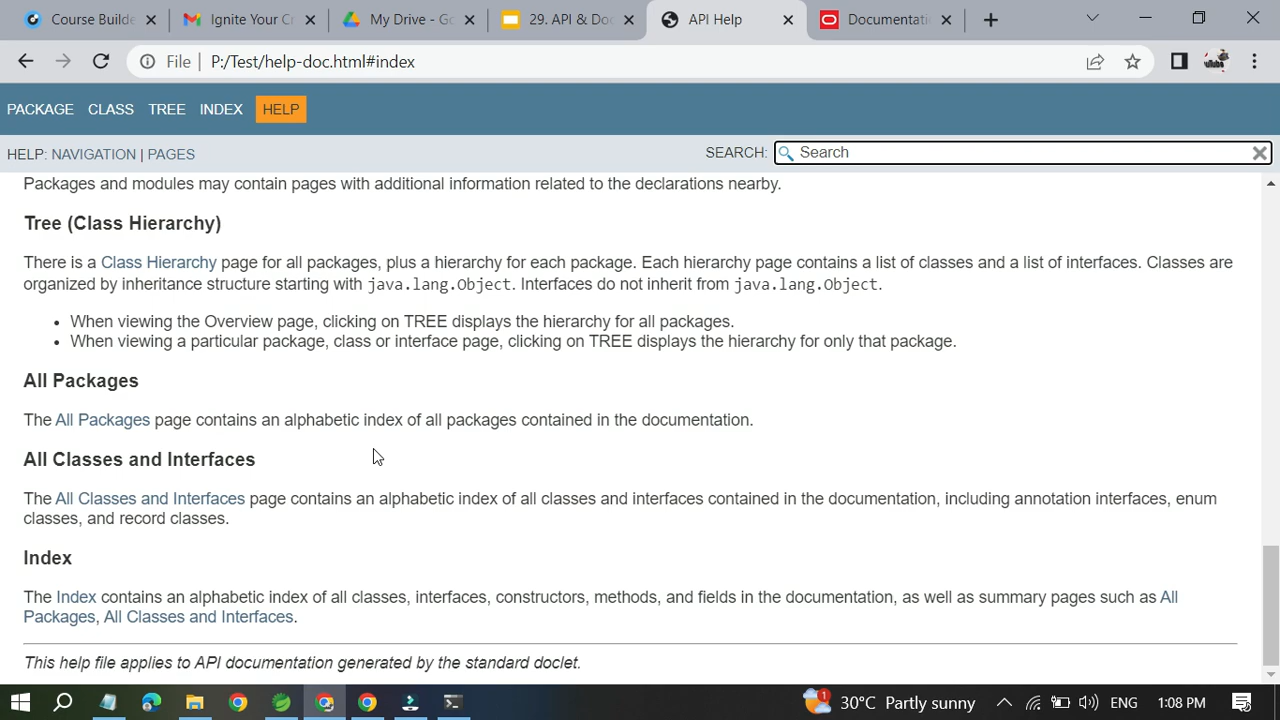 Course Builde
Ignite Your Cr
My Drive - Go
29. API & Doc
API Help
Documentati
File
P:/Test/help-doc.html#index
PACKAGE
CLASS
TREE
INDEX
HELP
HELP: NAVIGATION | PAGES
SEARCH:
Search
Packages and modules may contain pages with additional information related to the declarations nearby.
Tree (Class Hierarchy)
There is a Class Hierarchy page for all packages, plus a hierarchy for each package. Each hierarchy page contains a list of classes and a list of interfaces. Classes are
organized by inheritance structure starting with java.lang.Object. Interfaces do not inherit from java.lang.Object.
• When viewing the Overview page, clicking on TREE displays the hierarchy for all packages.
• When viewing a particular package, class or interface page, clicking on TREE displays the hierarchy for only that package.
All Packages
The All Packages page contains an alphabetic index of all packages contained in the documentation.
All Classes and Interfaces
The All Classes and Interfaces page contains an alphabetic index of all classes and interfaces contained in the documentation, including annotation interfaces, enum
classes, and record classes.
Index
The Index contains an alphabetic index of all classes, interfaces, constructors, methods, and fields in the documentation, as well as summary pages such as All
Packages, All Classes and Interfaces.
This help file applies to API documentation generated by the standard doclet.
1
30°C Partly sunny
ENG
1:08 PM